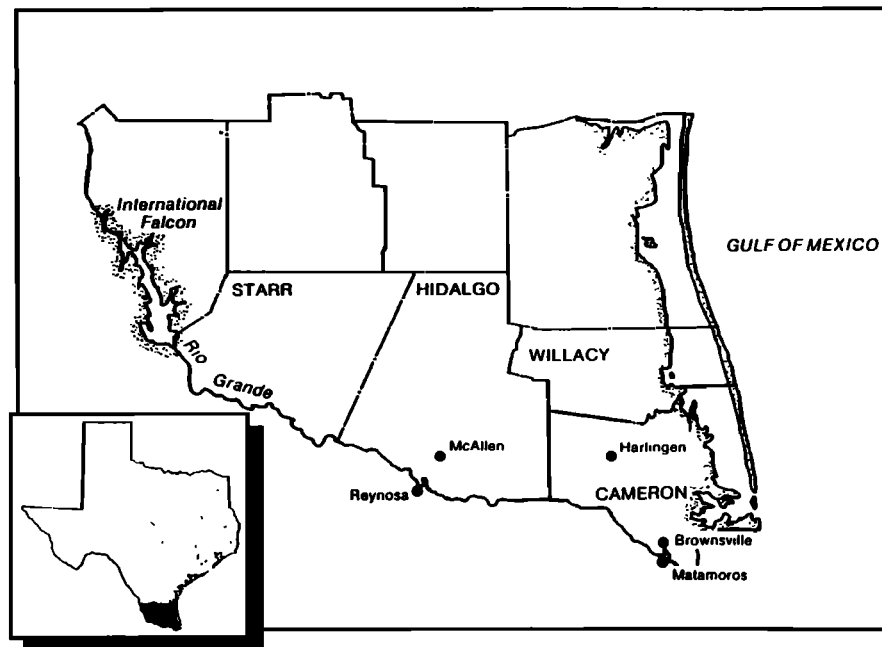 International
Falcon
GULF OF MEXICO
STARR
HIDALGO
WILLACY
Rio
Grande
McAllen
Harlingen
Reynosa
CAMERON
Brownsville
Matamoros